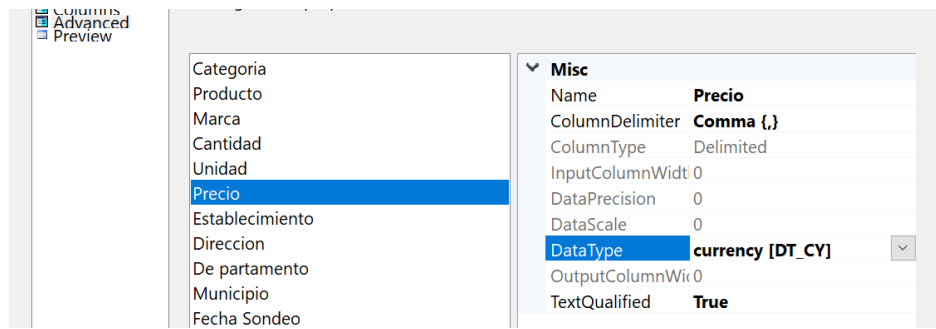 Columns
Advanced
Preview
Categoria
Producto
Marca
Cantidad
Unidad
Precio
Establecimiento
Direccion
De partamento
Municipio
Fecha Sondeo
Misc
Name Precio
ColumnDelimiter Comma {,}
ColumnType Delimited
InputColumnWidt 0
DataPrecision 0
DataScale 0
DataType currency [DT_CY]
OutputColumnWi 0
TextQualified True